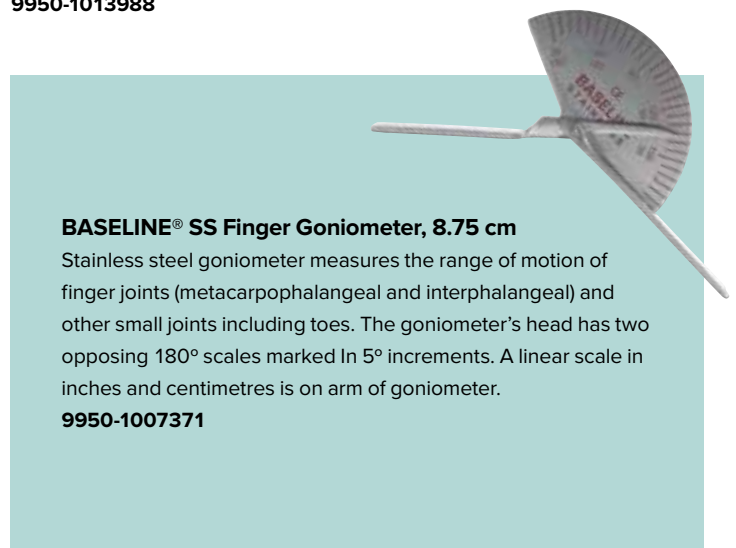 9950-1013988
BASELINE
BASELINE® SS Finger Goniometer, 8.75 cm
Stainless steel goniometer measures the range of motion of
finger joints (metacarpophalangeal and interphalangeal) and
other small joints including toes. The goniometer’s head has two
opposing 180º scales marked In 5º increments. A linear scale in
inches and centimetres is on arm of goniometer.
9950-1007371